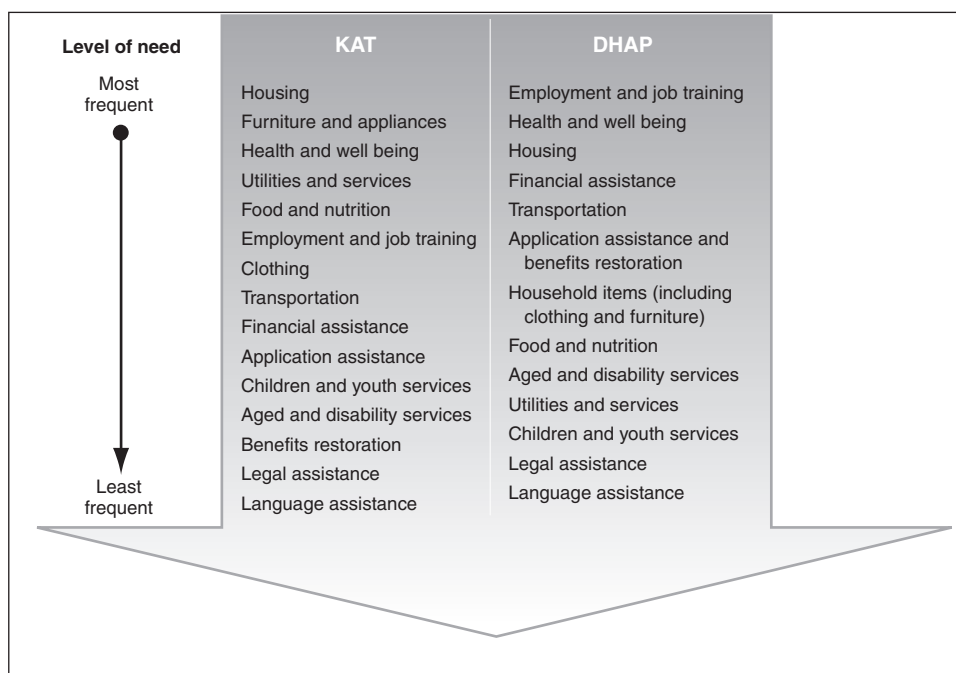 Level of need
Most
frequent
Least
frequent
KAT
Housing
Furniture and appliances
Health and well being
Utilities and services
Food and nutrition
Employment and job training
Clothing
Transportation
Financial assistance
Application assistance
Children and youth services
Aged and disability services
Benefits restoration
Legal assistance
Language assistance
DHAP
Employment and job training
Health and well being
Housing
Financial assistance
Transportation
Application assistance and
benefits restoration
Household items (including
clothing and furniture)
Food and nutrition
Aged and disability services
Utilities and services
Children and youth services
Legal assistance
Language assistance